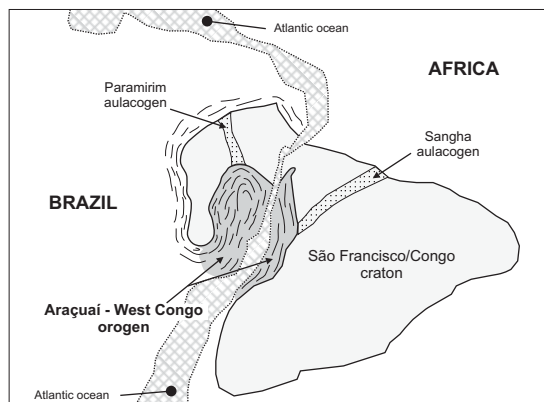 Atlantic ocean
AFRICA
Paramirim
aulacogen
Sangha
aulacogen
BRAZIL
São Francisco/Congo
craton
Araçuaí - West Congo
orogen
Atlantic ocean